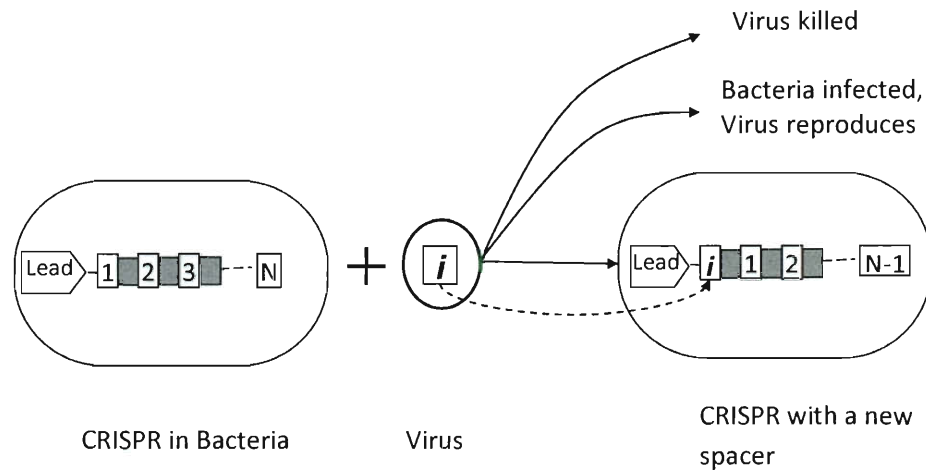 Virus killed
Bacteria infected,
Virus reproduces
Lead 1 2 3 N
+
i
Lead i 1 2 N-1
CRISPR in Bacteria
Virus
CRISPR with a new
spacer